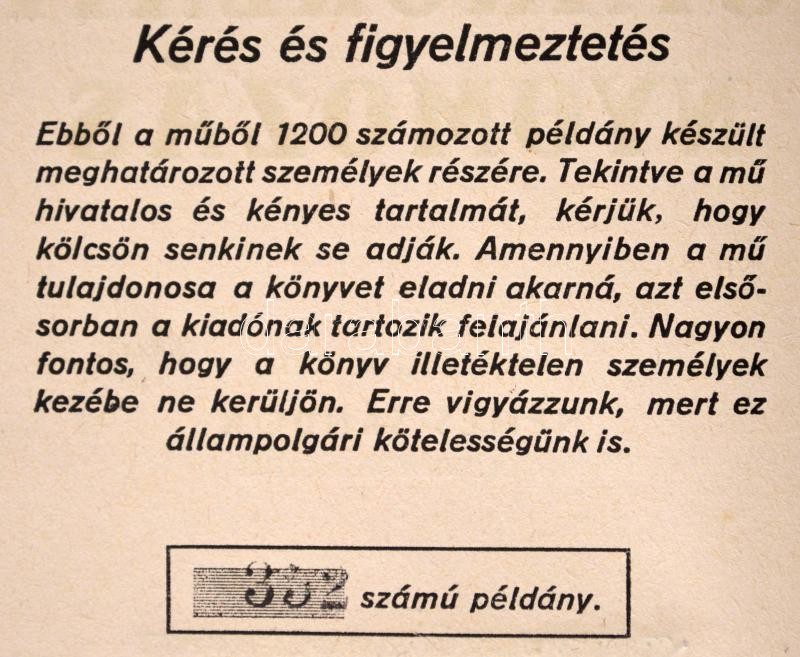 Kérés és figyelmeztetés
Ebből a műből 1200 számozott példány készült
meghatározott személyek részére. Tekintve a mű
hivatalos és kényes tartalmát, kérjük, hogy
kölcsön senkinek se adják. Amennyiben a mű
tulajdonosa a könyvet eladni akarná, azt első-
sorban a kiadónak tartozik felajánlani. Nagyon
fontos, hogy a könyv illetéktelen személyek
kezébe ne kerüljön. Erre vigyázzunk, mert ez
állampolgári kötelességünk is.
332 számú példány.